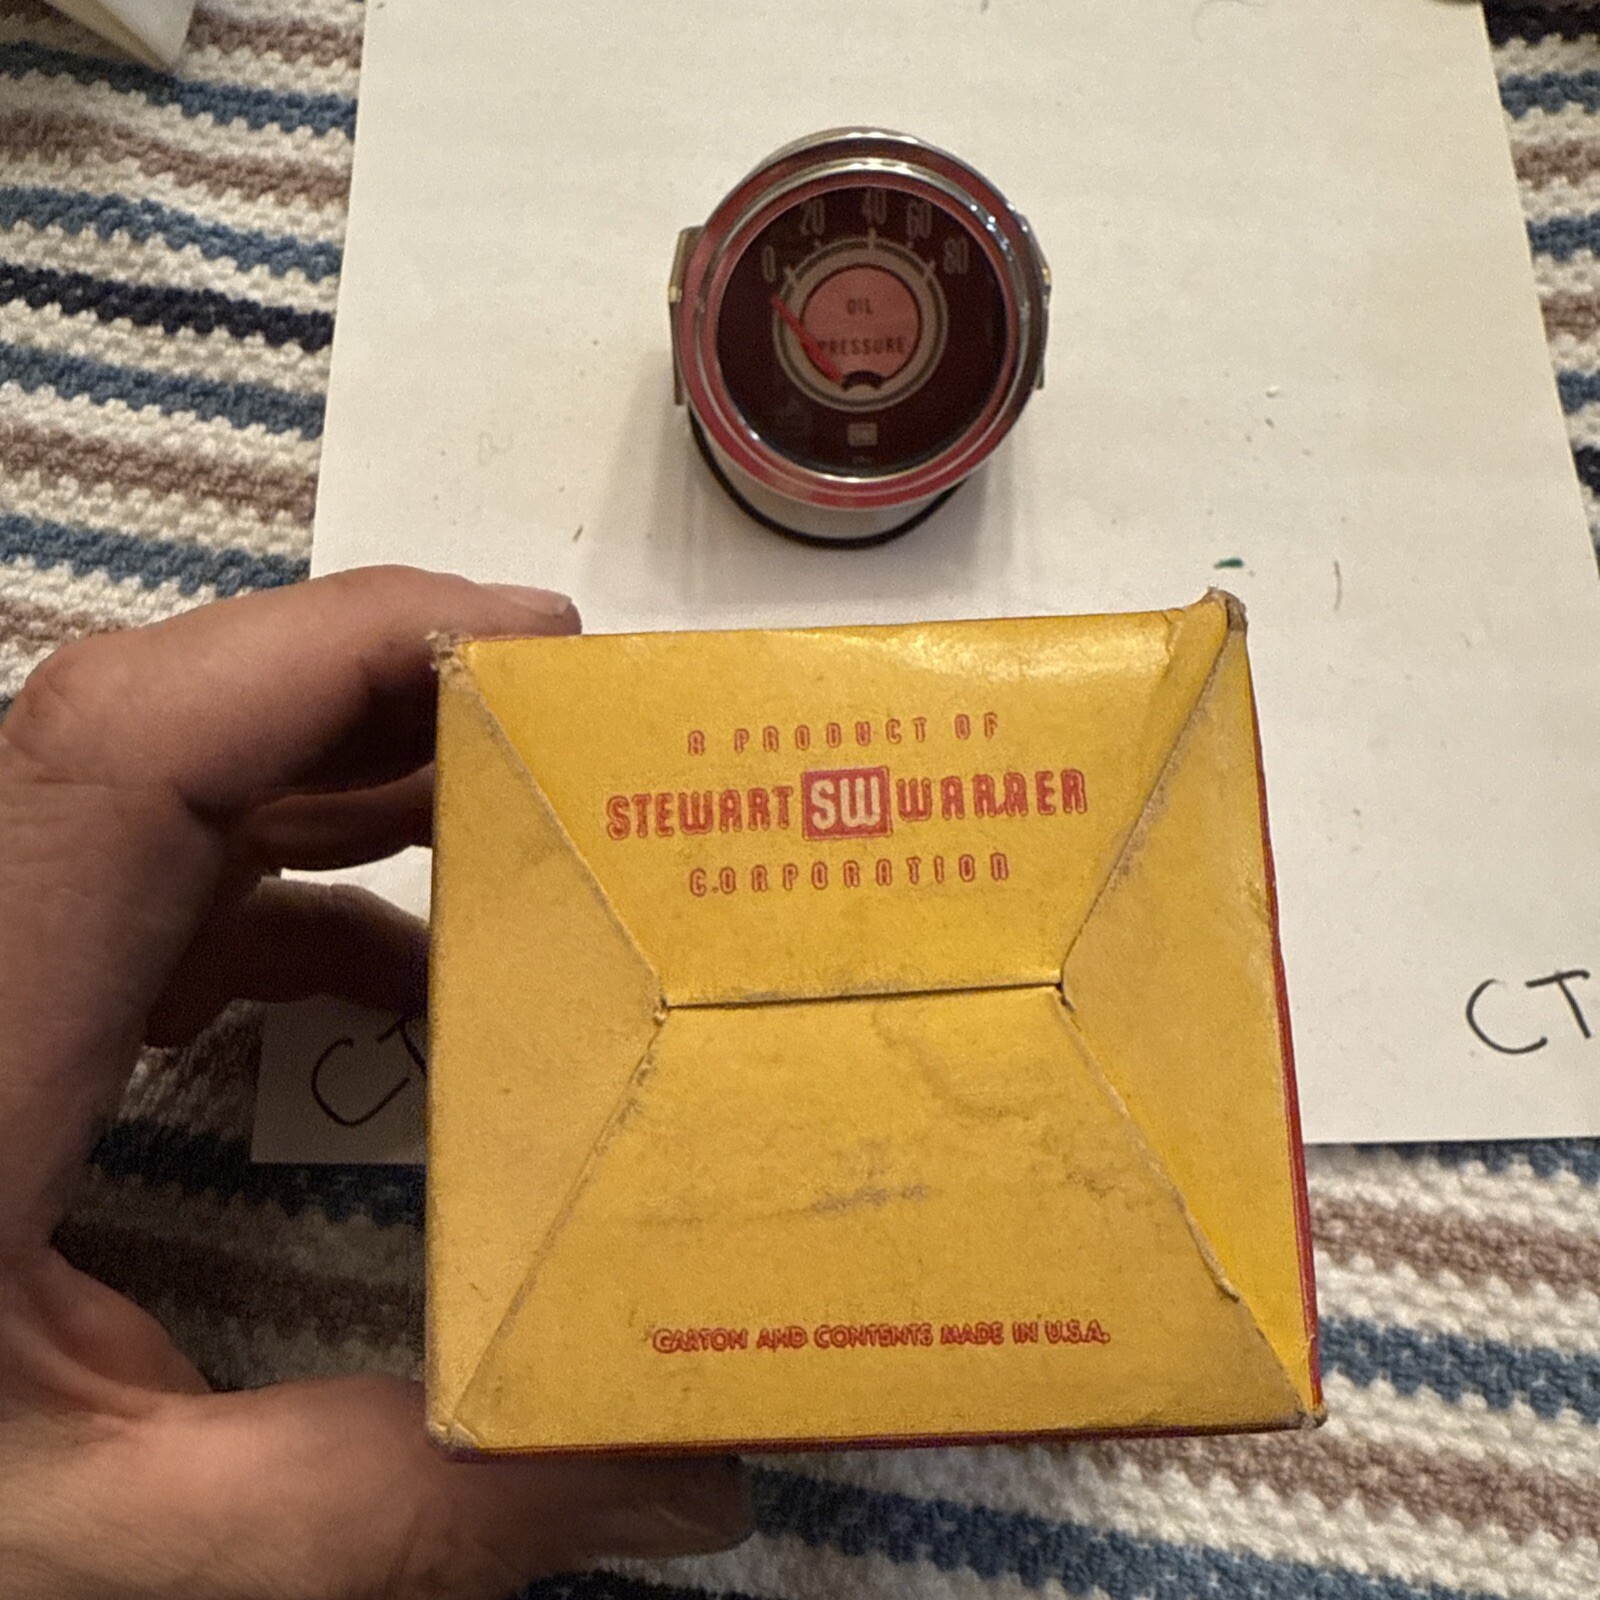 0 20 40 60 80
OIL
PRESSURE
A PRODUCT OF
STEWART SW WARNER
CORPORATION
CT
CT
CARTON AND CONTENTS MADE IN U.S.A.